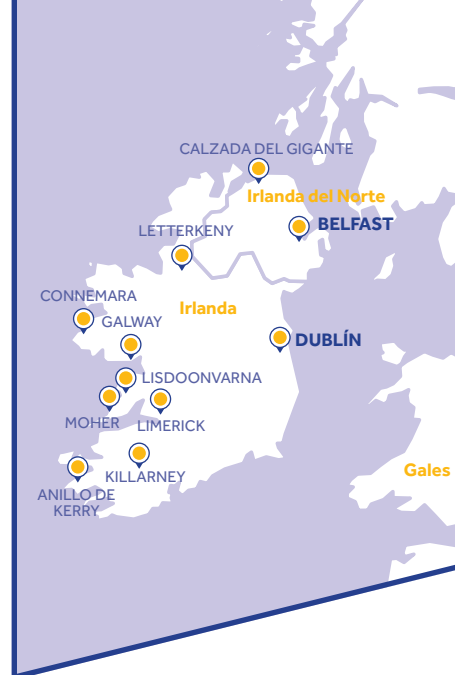 CALZADA DEL GIGANTE
Irlanda del Norte
BELFAST
LETTERKENY
CONNEMARA
Irlanda
GALWAY
DUBLÍN
LISDOONVARNA
MOHER
LIMERICK
Gales
KILLARNEY
ANILLO DE
KERRY